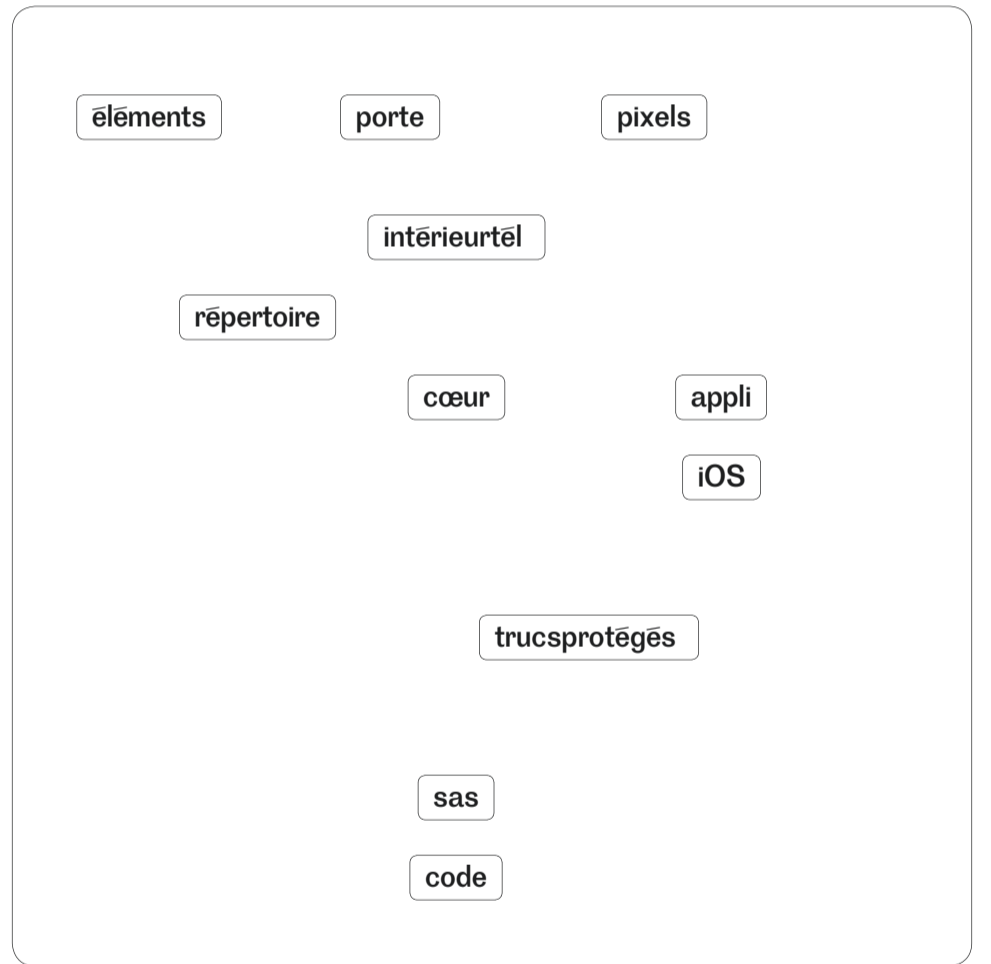 éléments
porte
pixels
intérieurtél
répertoire
cœur
appli
iOS
trucsprotégés
sas
code